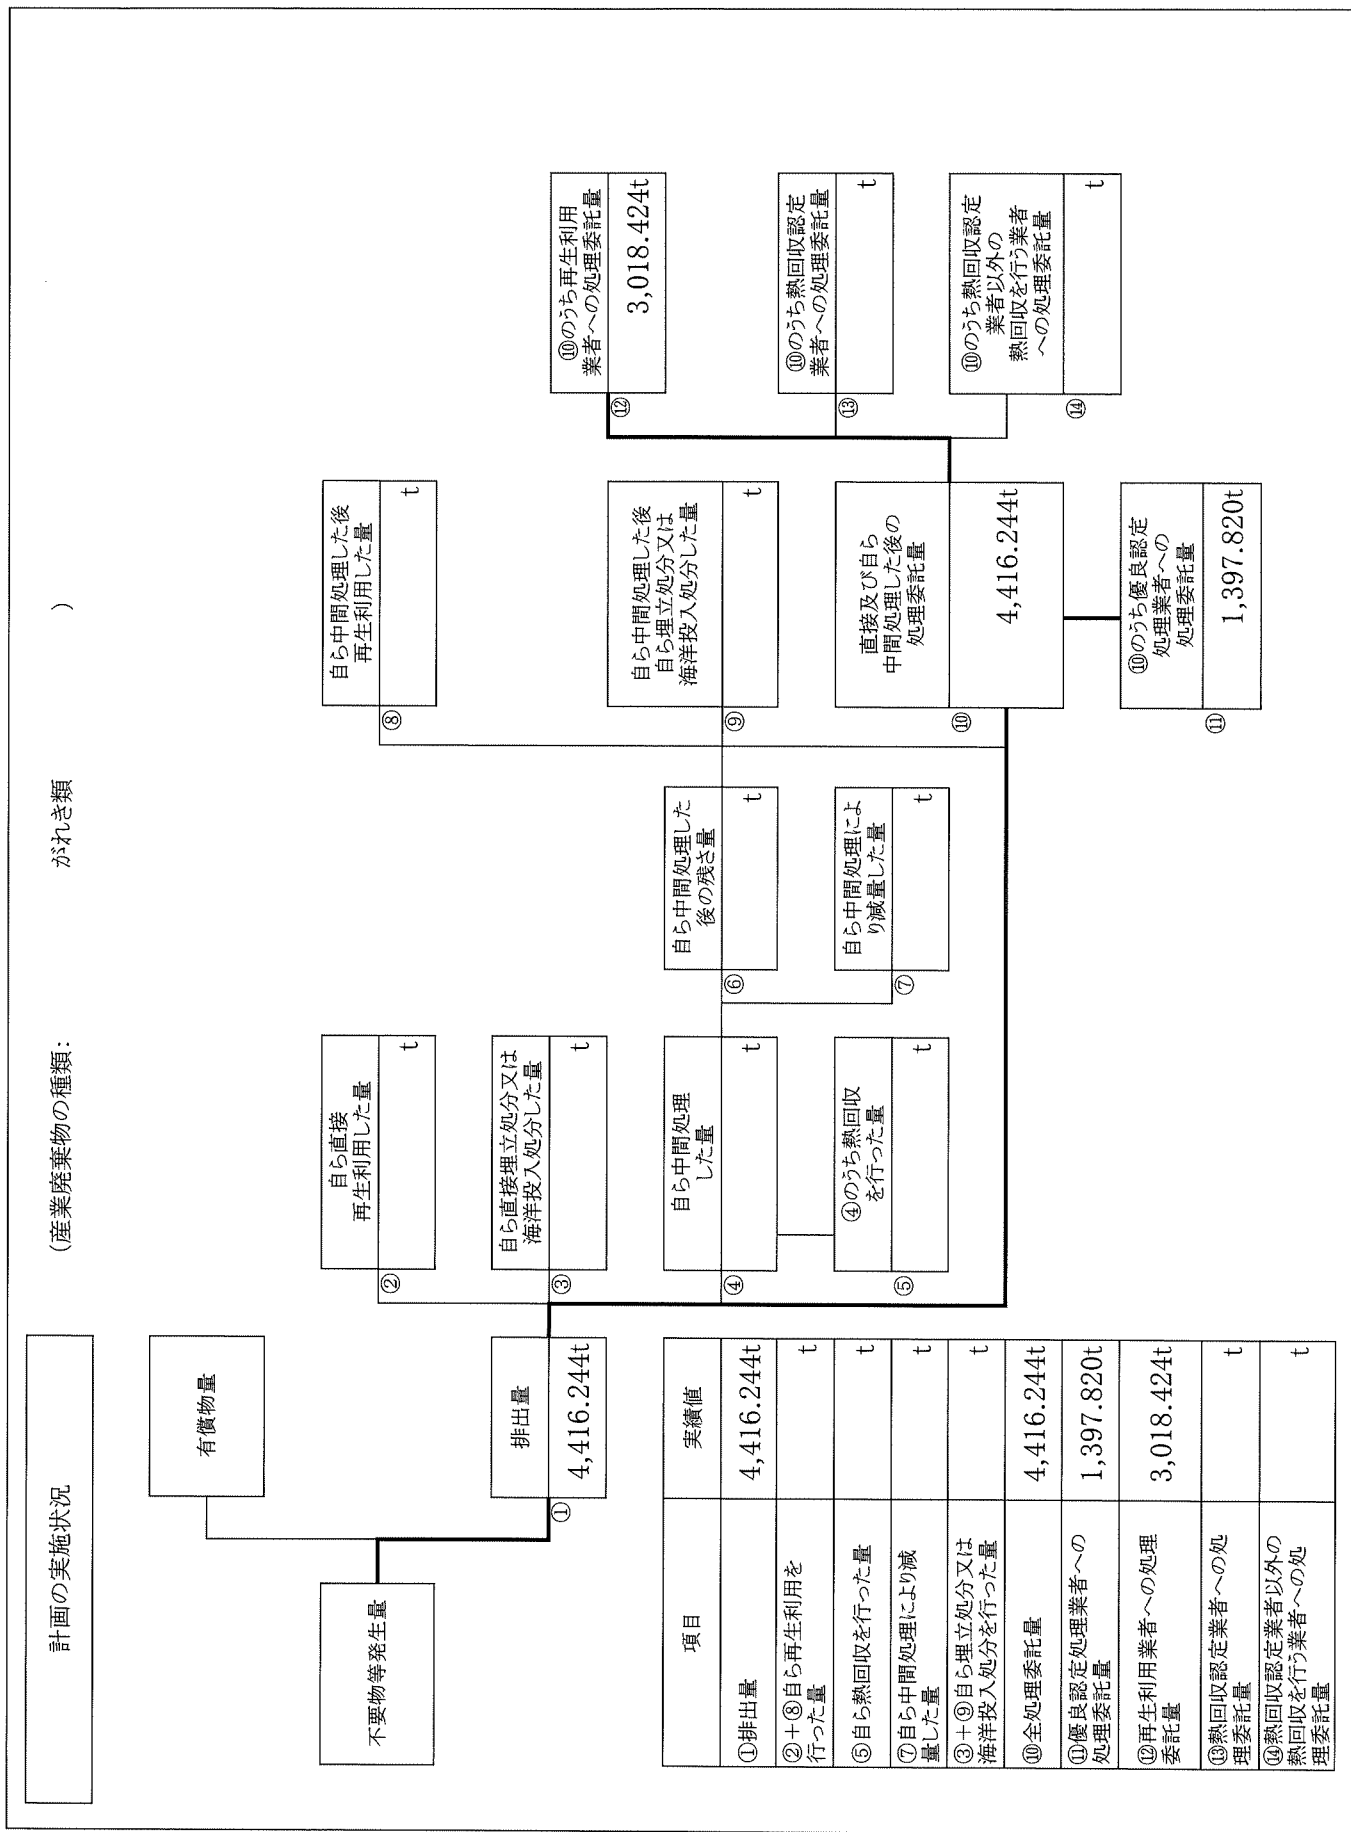 計画の実施状況
(産業廃棄物の種類: がれき類 )
有償物量
不要物等発生量
排出量
① 4,416.244t
自ら直接
再生利用した量
② t
自ら直接埋立処分又は
海洋投入処分した量
③ t
自ら中間処理
した量
④ t
④のうち熱回収
を行った量
⑤ t
自ら中間処理した
後の残さ量
⑥ t
自ら中間処理によ
り減量した量
⑦ t
自ら中間処理した後
再生利用した量
⑧ t
自ら中間処理した後
自ら埋立処分又は
海洋投入処分した量
⑨ t
直接及び自ら
中間処理した後の
処理委託量
⑩ 4,416.244t
⑩のうち優良認定
処理業者への
処理委託量
⑪ 1,397.820t
⑩のうち再生利用
業者への処理委託量
⑫ 3,018.424t
⑩のうち熱回収認定
業者への処理委託量
⑬ t
⑩のうち熱回収認定
業者以外の
熱回収を行う業者
への処理委託量
⑭ t
項目 実績値
①排出量 4,416.244t
②+⑧自ら再生利用を
行った量 t
⑤自ら熱回収を行った量 t
⑦自ら中間処理により減
量した量 t
③+⑨自ら埋立処分又は
海洋投入処分を行った量 t
⑩全処理委託量 4,416.244t
⑪優良認定処理業者への
処理委託量 1,397.820t
⑫再生利用業者への処理
委託量 3,018.424t
⑬熱回収認定業者への処
理委託量 t
⑭熱回収認定業者以外の
熱回収を行う業者への処
理委託量 t